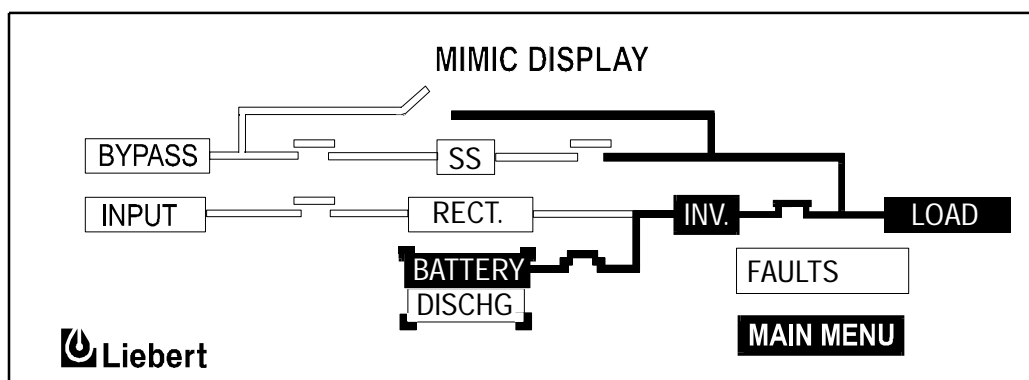 MIMIC DISPLAY
BYPASS
SS
INPUT
RECT.
INV.
LOAD
BATTERY
DISCHG
FAULTS
MAIN MENU
Liebert